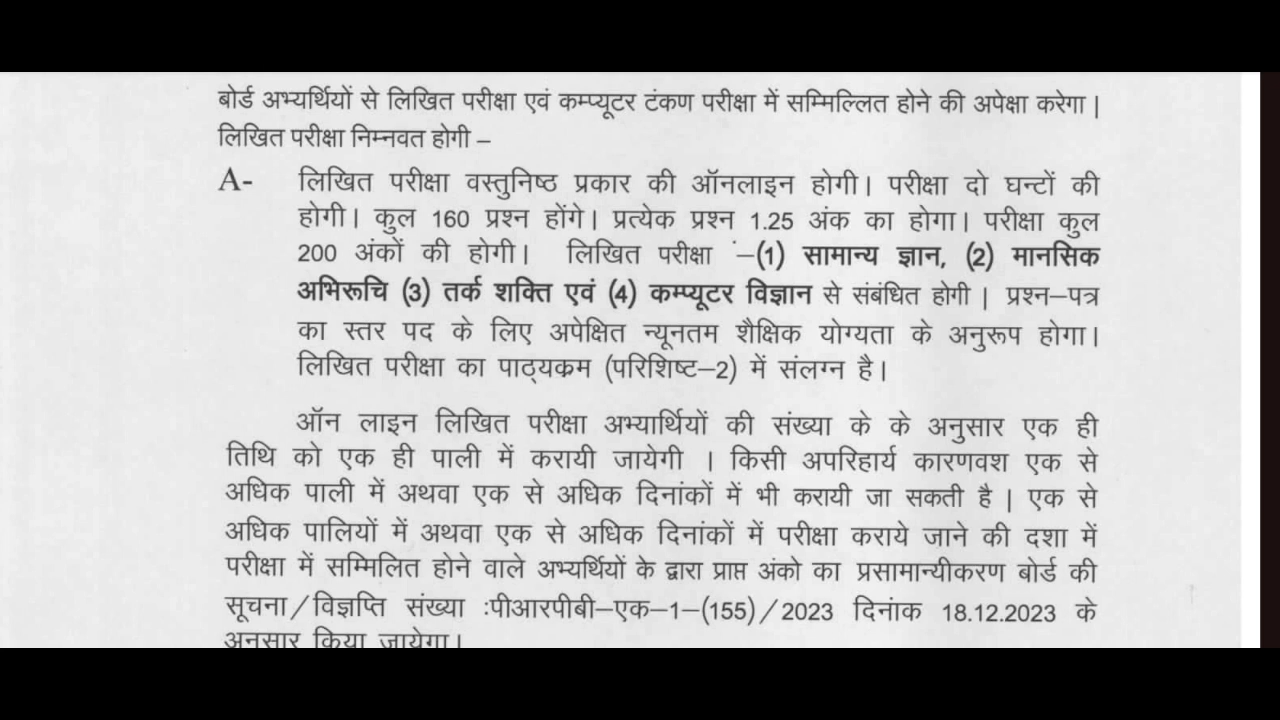 बोर्ड अभ्यर्थियों से लिखित परीक्षा एवं कम्प्यूटर टंकण परीक्षा में सम्मिल्लित होने की अपेक्षा करेगा |
लिखित परीक्षा निम्नवत होगी –
A- लिखित परीक्षा वस्तुनिष्ठ प्रकार की ऑनलाइन होगी। परीक्षा दो घन्टों की
होगी। कुल 160 प्रश्न होंगे। प्रत्येक प्रश्न 1.25 अंक का होगा। परीक्षा कुल
200 अंकों की होगी। लिखित परीक्षा –(1) सामान्य ज्ञान, (2) मानसिक
अभिरूचि (3) तर्क शक्ति एवं (4) कम्प्यूटर विज्ञान से संबंधित होगी | प्रश्न–पत्र
का स्तर पद के लिए अपेक्षित न्यूनतम शैक्षिक योग्यता के अनुरूप होगा।
लिखित परीक्षा का पाठ्यक्रम (परिशिष्ट–2) में संलग्न है।
ऑन लाइन लिखित परीक्षा अभ्यार्थियों की संख्या के के अनुसार एक ही
तिथि को एक ही पाली में करायी जायेगी । किसी अपरिहार्य कारणवश एक से
अधिक पाली में अथवा एक से अधिक दिनांकों में भी करायी जा सकती है | एक से
अधिक पालियों में अथवा एक से अधिक दिनांकों में परीक्षा कराये जाने की दशा में
परीक्षा में सम्मिलित होने वाले अभ्यर्थियों के द्वारा प्राप्त अंको का प्रसामान्यीकरण बोर्ड की
सूचना/विज्ञप्ति संख्या :पीआरपीबी–एक–1–(155)/2023 दिनांक 18.12.2023 के
अनुसार किया जायेगा।